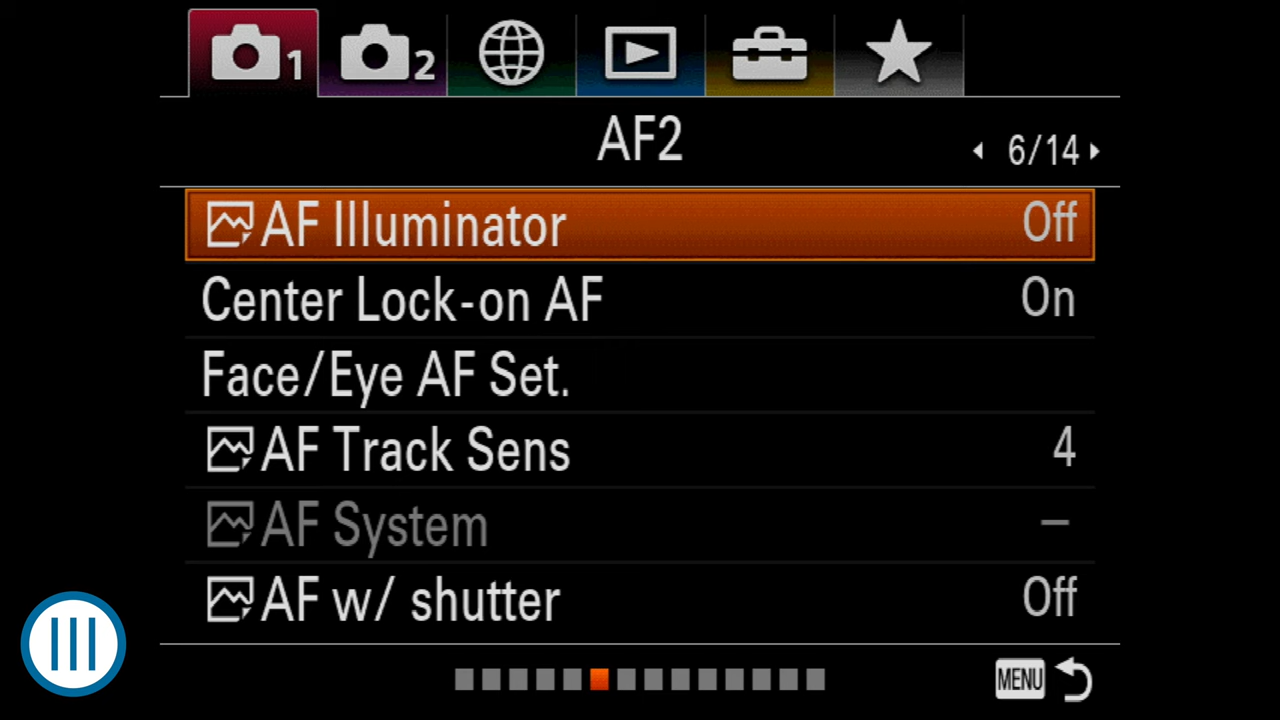 1 2
AF2
6/14
AF Illuminator Off
Center Lock-on AF On
Face/Eye AF Set.
AF Track Sens 4
AF System –
AF w/ shutter Off
MENU